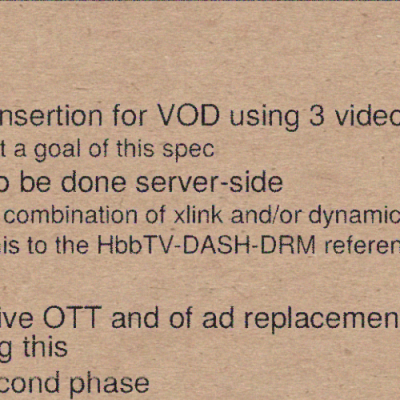 nsertion for VOD using 3 video
t a goal of this spec
o be done server-side
combination of xlink and/or dynamic
is to the HbbTV-DASH-DRM referen
ive OTT and of ad replacemen
g this
cond phase